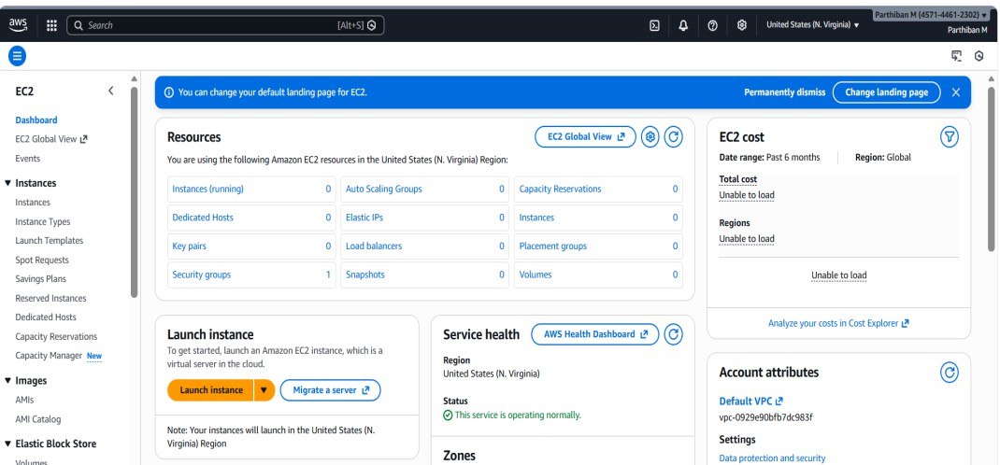 aws
Search [Alt+S]
United States (N. Virginia) ▼
Parthiban M (4571-4461-2302) ▼
Parthiban M
EC2
Dashboard
EC2 Global View
Events
▼ Instances
Instances
Instance Types
Launch Templates
Spot Requests
Savings Plans
Reserved Instances
Dedicated Hosts
Capacity Reservations
Capacity Manager New
▼ Images
AMIs
AMI Catalog
▼ Elastic Block Store
Volumes
You can change your default landing page for EC2.
Permanently dismiss
Change landing page
Resources
EC2 Global View
You are using the following Amazon EC2 resources in the United States (N. Virginia) Region:
Instances (running) 0 Auto Scaling Groups 0 Capacity Reservations 0
Dedicated Hosts 0 Elastic IPs 0 Instances 0
Key pairs 0 Load balancers 0 Placement groups 0
Security groups 1 Snapshots 0 Volumes 0
Launch instance
To get started, launch an Amazon EC2 instance, which is a
virtual server in the cloud.
Launch instance ▼ Migrate a server
Note: Your instances will launch in the United States (N.
Virginia) Region
Service health
AWS Health Dashboard
Region
United States (N. Virginia)
Status
This service is operating normally.
Zones
EC2 cost
Date range: Past 6 months Region: Global
Total cost
Unable to load
Regions
Unable to load
Unable to load
Analyze your costs in Cost Explorer
Account attributes
Default VPC
vpc-0929e90bfb7dc983f
Settings
Data protection and security